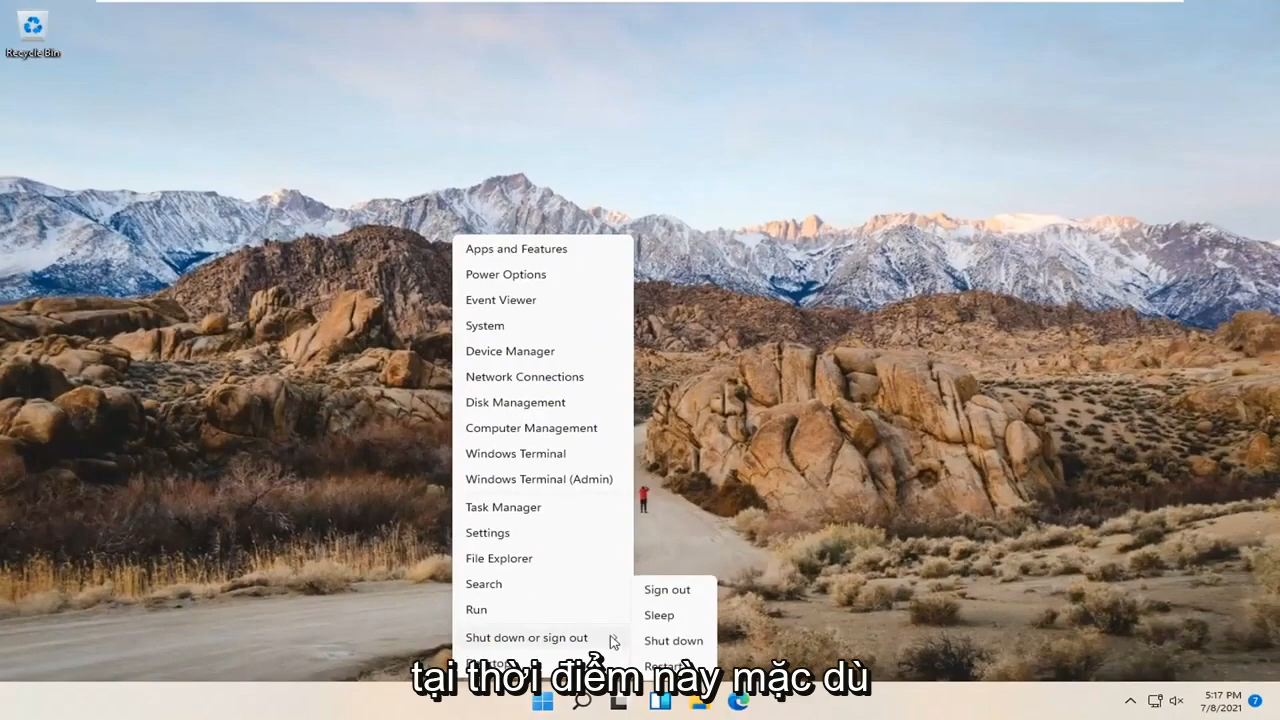 Recycle Bin
Apps and Features
Power Options
Event Viewer
System
Device Manager
Network Connections
Disk Management
Computer Management
Windows Terminal
Windows Terminal (Admin)
Task Manager
Settings
File Explorer
Search
Run
Shut down or sign out
Sign out
Sleep
Shut down
Restart
tại thời điểm này mặc dù
5:17 PM
7/8/2021
7